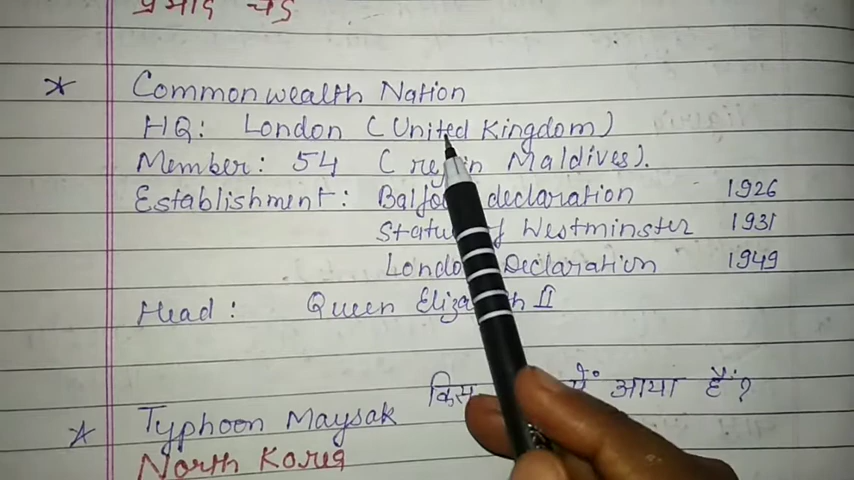 * Commonwealth Nation
HQ: London (United Kingdom)
Member: 54 ( Maldives).
Establishment: declaration 1926
Westminster 1931
Declaration 1949
Head: Queen II
आया है?
* Typhoon Maysak
North Korea